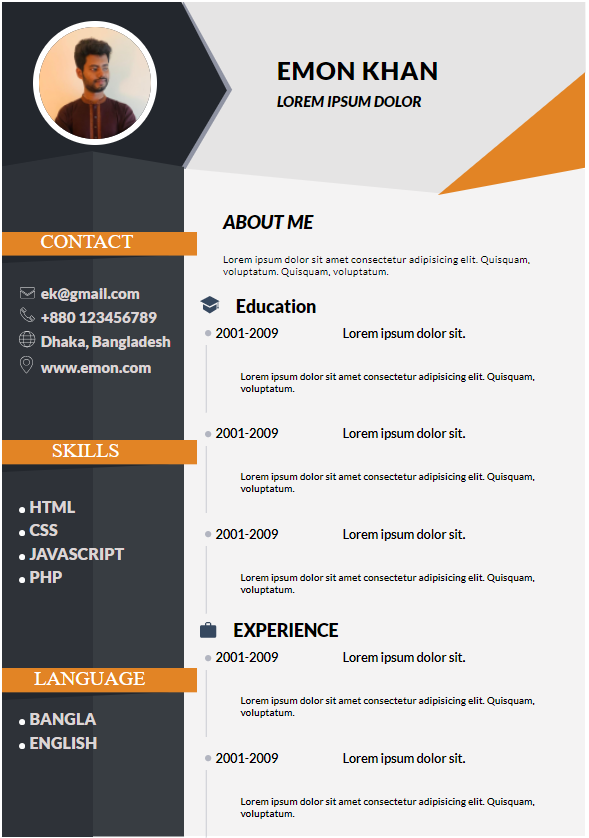 EMON KHAN
LOREM IPSUM DOLOR
CONTACT
ek@gmail.com
+880 123456789
Dhaka, Bangladesh
www.emon.com
SKILLS
HTML
CSS
JAVASCRIPT
PHP
LANGUAGE
BANGLA
ENGLISH
ABOUT ME
Lorem ipsum dolor sit amet consectetur adipisicing elit. Quisquam,
voluptatum. Quisquam, voluptatum.
Education
2001-2009 Lorem ipsum dolor sit.
Lorem ipsum dolor sit amet consectetur adipisicing elit. Quisquam,
voluptatum.
2001-2009 Lorem ipsum dolor sit.
Lorem ipsum dolor sit amet consectetur adipisicing elit. Quisquam,
voluptatum.
2001-2009 Lorem ipsum dolor sit.
Lorem ipsum dolor sit amet consectetur adipisicing elit. Quisquam,
voluptatum.
EXPERIENCE
2001-2009 Lorem ipsum dolor sit.
Lorem ipsum dolor sit amet consectetur adipisicing elit. Quisquam,
voluptatum.
2001-2009 Lorem ipsum dolor sit.
Lorem ipsum dolor sit amet consectetur adipisicing elit. Quisquam,
voluptatum.